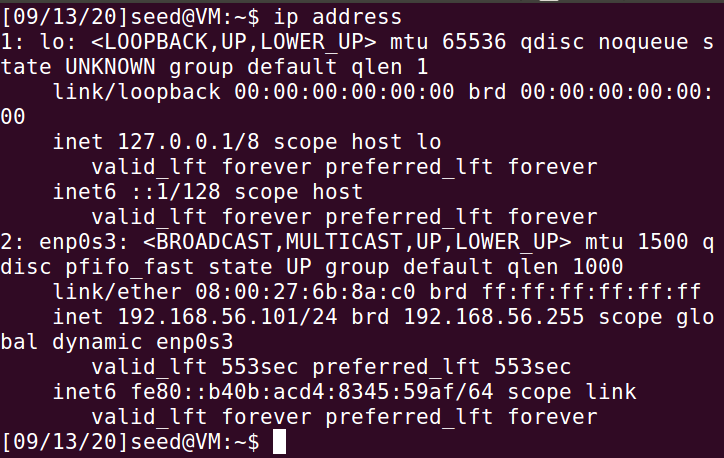 [09/13/20]seed@VM:~$ ip address
1: lo: <LOOPBACK,UP,LOWER_UP> mtu 65536 qdisc noqueue s
tate UNKNOWN group default qlen 1
    link/loopback 00:00:00:00:00:00 brd 00:00:00:00:00:
00
    inet 127.0.0.1/8 scope host lo
       valid_lft forever preferred_lft forever
    inet6 ::1/128 scope host
       valid_lft forever preferred_lft forever
2: enp0s3: <BROADCAST,MULTICAST,UP,LOWER_UP> mtu 1500 q
disc pfifo_fast state UP group default qlen 1000
    link/ether 08:00:27:6b:8a:c0 brd ff:ff:ff:ff:ff:ff
    inet 192.168.56.101/24 brd 192.168.56.255 scope glo
bal dynamic enp0s3
       valid_lft 553sec preferred_lft 553sec
    inet6 fe80::b40b:acd4:8345:59af/64 scope link
       valid_lft forever preferred_lft forever
[09/13/20]seed@VM:~$